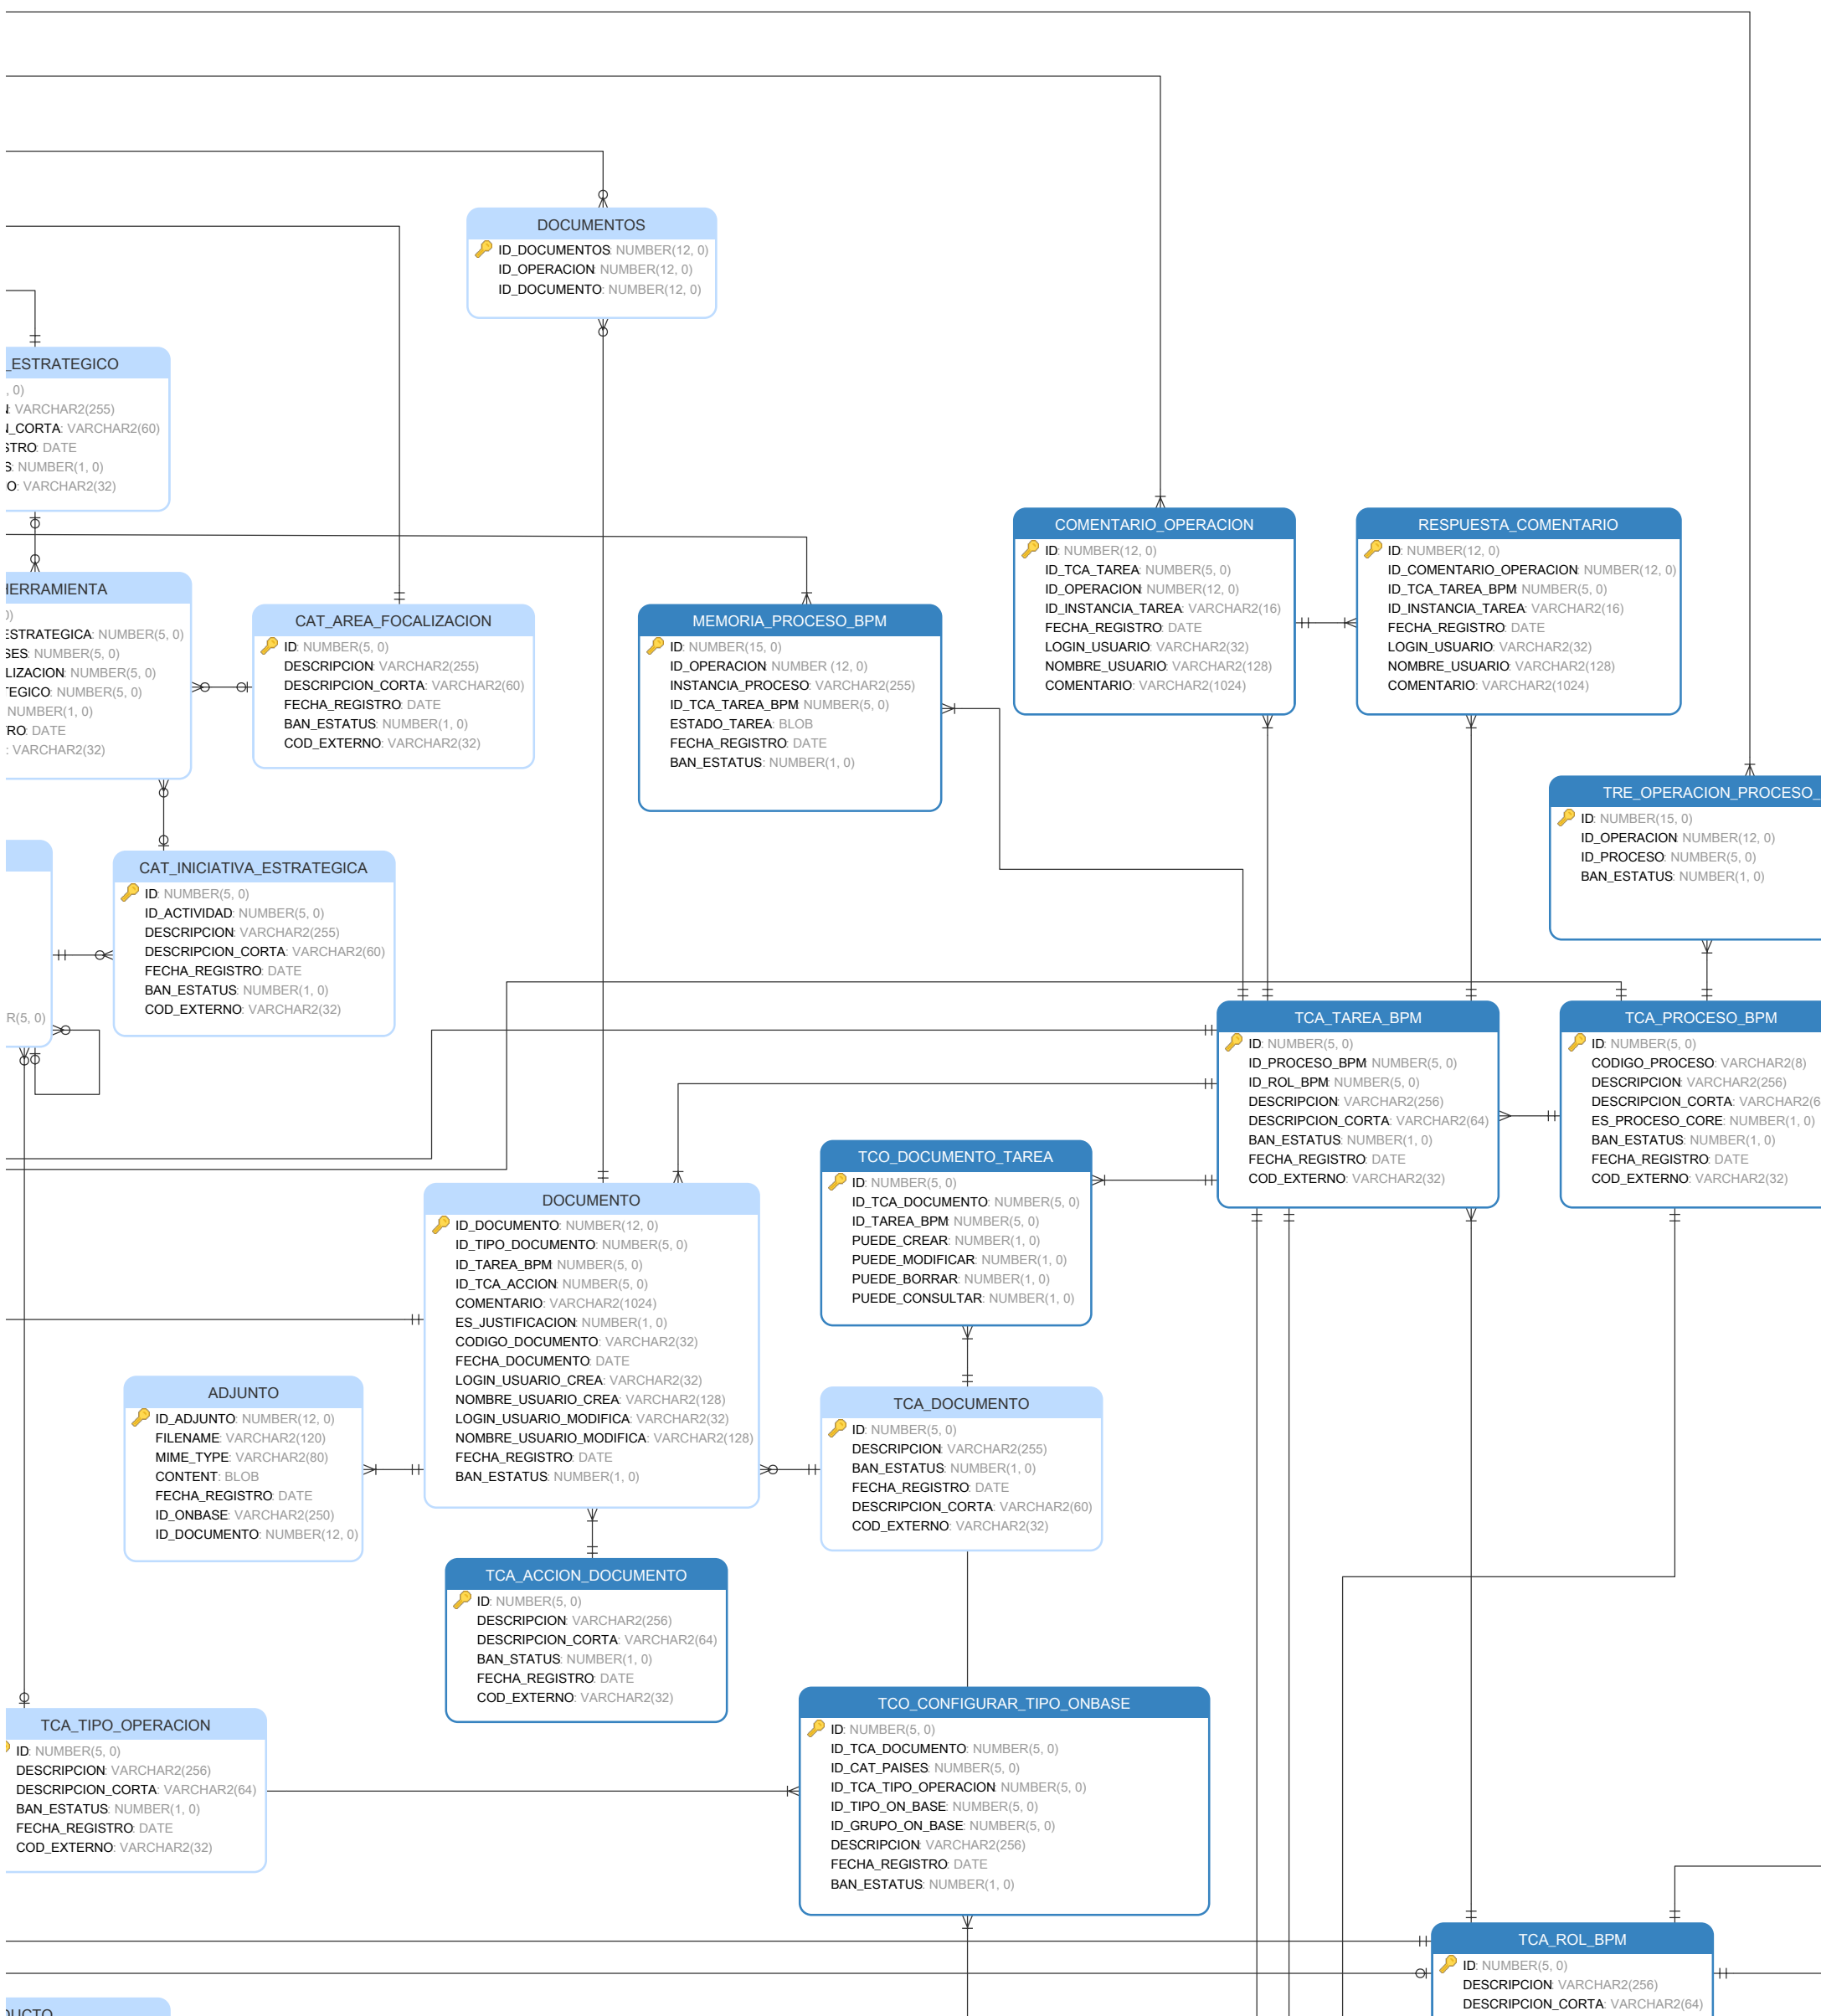 DOCUMENTOS
ID_DOCUMENTOS: NUMBER(12, 0)
ID_OPERACION: NUMBER(12, 0)
ID_DOCUMENTO: NUMBER(12, 0)
_ESTRATEGICO
, 0)
: VARCHAR2(255)
_CORTA: VARCHAR2(60)
STRO: DATE
S: NUMBER(1, 0)
O: VARCHAR2(32)
HERRAMIENTA
0)
ESTRATEGICA: NUMBER(5, 0)
SES: NUMBER(5, 0)
LIZACION: NUMBER(5, 0)
TEGICO: NUMBER(5, 0)
NUMBER(1, 0)
RO: DATE
: VARCHAR2(32)
CAT_AREA_FOCALIZACION
ID: NUMBER(5, 0)
DESCRIPCION: VARCHAR2(255)
DESCRIPCION_CORTA: VARCHAR2(60)
FECHA_REGISTRO: DATE
BAN_ESTATUS: NUMBER(1, 0)
COD_EXTERNO: VARCHAR2(32)
MEMORIA_PROCESO_BPM
ID: NUMBER(15, 0)
ID_OPERACION: NUMBER (12, 0)
INSTANCIA_PROCESO: VARCHAR2(255)
ID_TCA_TAREA_BPM: NUMBER(5, 0)
ESTADO_TAREA: BLOB
FECHA_REGISTRO: DATE
BAN_ESTATUS: NUMBER(1, 0)
COMENTARIO_OPERACION
ID: NUMBER(12, 0)
ID_TCA_TAREA: NUMBER(5, 0)
ID_OPERACION: NUMBER(12, 0)
ID_INSTANCIA_TAREA: VARCHAR2(16)
FECHA_REGISTRO: DATE
LOGIN_USUARIO: VARCHAR2(32)
NOMBRE_USUARIO: VARCHAR2(128)
COMENTARIO: VARCHAR2(1024)
RESPUESTA_COMENTARIO
ID: NUMBER(12, 0)
ID_COMENTARIO_OPERACION: NUMBER(12, 0)
ID_TCA_TAREA_BPM: NUMBER(5, 0)
ID_INSTANCIA_TAREA: VARCHAR2(16)
FECHA_REGISTRO: DATE
LOGIN_USUARIO: VARCHAR2(32)
NOMBRE_USUARIO: VARCHAR2(128)
COMENTARIO: VARCHAR2(1024)
TRE_OPERACION_PROCESO_
ID: NUMBER(15, 0)
ID_OPERACION: NUMBER(12, 0)
ID_PROCESO: NUMBER(5, 0)
BAN_ESTATUS: NUMBER(1, 0)
R(5, 0)
CAT_INICIATIVA_ESTRATEGICA
ID: NUMBER(5, 0)
ID_ACTIVIDAD: NUMBER(5, 0)
DESCRIPCION: VARCHAR2(255)
DESCRIPCION_CORTA: VARCHAR2(60)
FECHA_REGISTRO: DATE
BAN_ESTATUS: NUMBER(1, 0)
COD_EXTERNO: VARCHAR2(32)
TCA_TAREA_BPM
ID: NUMBER(5, 0)
ID_PROCESO_BPM: NUMBER(5, 0)
ID_ROL_BPM: NUMBER(5, 0)
DESCRIPCION: VARCHAR2(256)
DESCRIPCION_CORTA: VARCHAR2(64)
BAN_ESTATUS: NUMBER(1, 0)
FECHA_REGISTRO: DATE
COD_EXTERNO: VARCHAR2(32)
TCA_PROCESO_BPM
ID: NUMBER(5, 0)
CODIGO_PROCESO: VARCHAR2(8)
DESCRIPCION: VARCHAR2(256)
DESCRIPCION_CORTA: VARCHAR2(6
ES_PROCESO_CORE: NUMBER(1, 0)
BAN_ESTATUS: NUMBER(1, 0)
FECHA_REGISTRO: DATE
COD_EXTERNO: VARCHAR2(32)
TCO_DOCUMENTO_TAREA
ID: NUMBER(5, 0)
ID_TCA_DOCUMENTO: NUMBER(5, 0)
ID_TAREA_BPM: NUMBER(5, 0)
PUEDE_CREAR: NUMBER(1, 0)
PUEDE_MODIFICAR: NUMBER(1, 0)
PUEDE_BORRAR: NUMBER(1, 0)
PUEDE_CONSULTAR: NUMBER(1, 0)
DOCUMENTO
ID_DOCUMENTO: NUMBER(12, 0)
ID_TIPO_DOCUMENTO: NUMBER(5, 0)
ID_TAREA_BPM: NUMBER(5, 0)
ID_TCA_ACCION: NUMBER(5, 0)
COMENTARIO: VARCHAR2(1024)
ES_JUSTIFICACION: NUMBER(1, 0)
CODIGO_DOCUMENTO: VARCHAR2(32)
FECHA_DOCUMENTO: DATE
LOGIN_USUARIO_CREA: VARCHAR2(32)
NOMBRE_USUARIO_CREA: VARCHAR2(128)
LOGIN_USUARIO_MODIFICA: VARCHAR2(32)
NOMBRE_USUARIO_MODIFICA: VARCHAR2(128)
FECHA_REGISTRO: DATE
BAN_ESTATUS: NUMBER(1, 0)
ADJUNTO
ID_ADJUNTO: NUMBER(12, 0)
FILENAME: VARCHAR2(120)
MIME_TYPE: VARCHAR2(80)
CONTENT: BLOB
FECHA_REGISTRO: DATE
ID_ONBASE: VARCHAR2(250)
ID_DOCUMENTO: NUMBER(12, 0)
TCA_DOCUMENTO
ID: NUMBER(5, 0)
DESCRIPCION: VARCHAR2(255)
BAN_ESTATUS: NUMBER(1, 0)
FECHA_REGISTRO: DATE
DESCRIPCION_CORTA: VARCHAR2(60)
COD_EXTERNO: VARCHAR2(32)
TCA_ACCION_DOCUMENTO
ID: NUMBER(5, 0)
DESCRIPCION: VARCHAR2(256)
DESCRIPCION_CORTA: VARCHAR2(64)
BAN_STATUS: NUMBER(1, 0)
FECHA_REGISTRO: DATE
COD_EXTERNO: VARCHAR2(32)
TCA_TIPO_OPERACION
ID: NUMBER(5, 0)
DESCRIPCION: VARCHAR2(256)
DESCRIPCION_CORTA: VARCHAR2(64)
BAN_ESTATUS: NUMBER(1, 0)
FECHA_REGISTRO: DATE
COD_EXTERNO: VARCHAR2(32)
TCO_CONFIGURAR_TIPO_ONBASE
ID: NUMBER(5, 0)
ID_TCA_DOCUMENTO: NUMBER(5, 0)
ID_CAT_PAISES: NUMBER(5, 0)
ID_TCA_TIPO_OPERACION: NUMBER(5, 0)
ID_TIPO_ON_BASE: NUMBER(5, 0)
ID_GRUPO_ON_BASE: NUMBER(5, 0)
DESCRIPCION: VARCHAR2(256)
FECHA_REGISTRO: DATE
BAN_ESTATUS: NUMBER(1, 0)
TCA_ROL_BPM
ID: NUMBER(5, 0)
DESCRIPCION: VARCHAR2(256)
DESCRIPCION_CORTA: VARCHAR2(64)